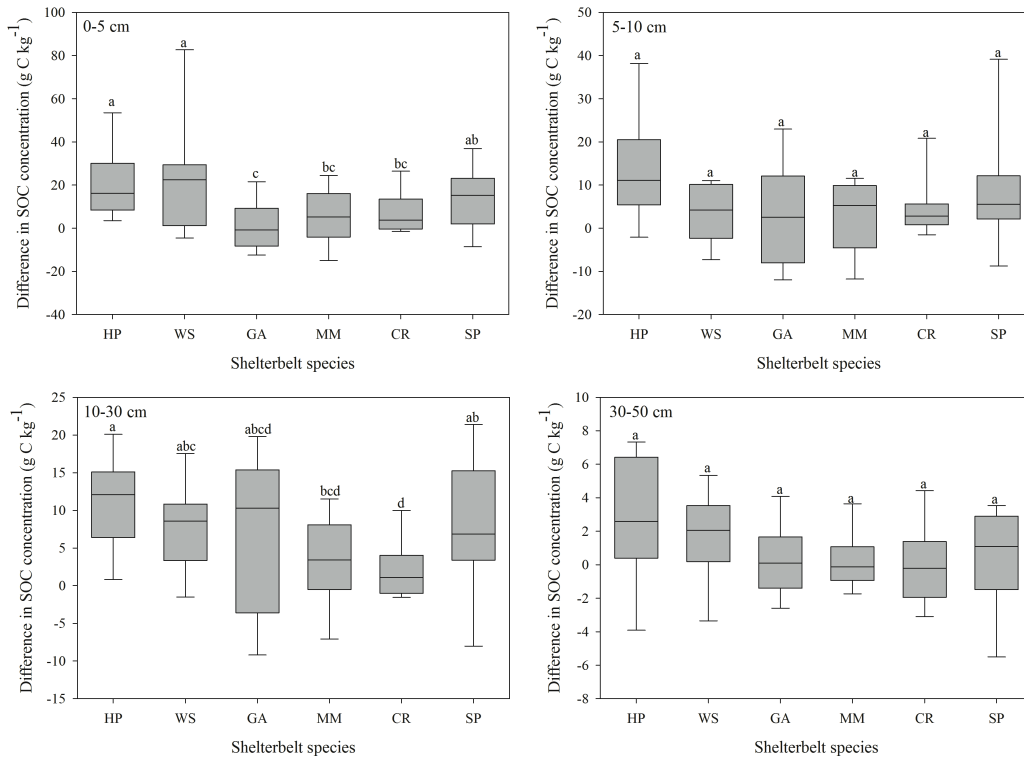 0-5 cm
Difference in SOC concentration (g C kg-1)
100
80
60
40
20
0
-20
-40
a
a
c
bc
bc
ab
HP WS GA MM CR SP
Shelterbelt species
5-10 cm
Difference in SOC concentration (g C kg-1)
50
40
30
20
10
0
-10
-20
a
a
a
a
a
a
HP WS GA MM CR SP
Shelterbelt species
10-30 cm
Difference in SOC concentration (g C kg-1)
25
20
15
10
5
0
-5
-10
-15
a
abc
abcd
bcd
d
ab
HP WS GA MM CR SP
Shelterbelt species
30-50 cm
Difference in SOC concentration (g C kg-1)
10
8
6
4
2
0
-2
-4
-6
-8
a
a
a
a
a
a
HP WS GA MM CR SP
Shelterbelt species